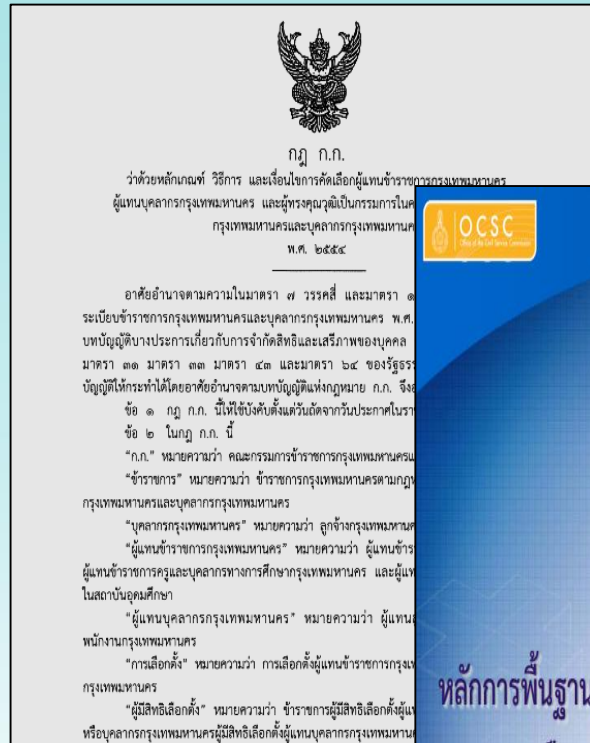 กฎ ก.ก.
ว่าด้วยหลักเกณฑ์ วิธีการ และเงื่อนไขการคัดเลือกผู้แทนข้าราชการกรุงเทพมหานคร
ผู้แทนบุคลากรกรุงเทพมหานคร และผู้ทรงคุณวุฒิเป็นกรรมการในค
กรุงเทพมหานครและบุคลากรกรุงเทพมหานค
พ.ศ. ๒๕๕๔
อาศัยอำนาจตามความในมาตรา ๗ วรรคสี่ และมาตรา ๑
ระเบียบข้าราชการกรุงเทพมหานครและบุคลากรกรุงเทพมหานคร พ.ศ.
บทบัญญัติบางประการเกี่ยวกับการจำกัดสิทธิและเสรีภาพของบุคคล
มาตรา ๓๑ มาตรา ๓๓ มาตรา ๔๓ และมาตรา ๖๔ ของรัฐธรร
บัญญัติให้กระทำได้โดยอาศัยอำนาจตามบทบัญญัติแห่งกฎหมาย ก.ก. จึงอ
ข้อ ๑ กฎ ก.ก. นี้ให้ใช้บังคับตั้งแต่วันถัดจากวันประกาศในรา
ข้อ ๒ ในกฎ ก.ก. นี้
“ก.ก.” หมายความว่า คณะกรรมการข้าราชการกรุงเทพมหานครแ
“ข้าราชการ” หมายความว่า ข้าราชการกรุงเทพมหานครตามกฎห
กรุงเทพมหานครและบุคลากรกรุงเทพมหานคร
“บุคลากรกรุงเทพมหานคร” หมายความว่า ลูกจ้างกรุงเทพมหานค
“ผู้แทนข้าราชการกรุงเทพมหานคร” หมายความว่า ผู้แทนข้ารา
ผู้แทนข้าราชการครูและบุคลากรทางการศึกษากรุงเทพมหานคร และผู้แท
ในสถาบันอุดมศึกษา
“ผู้แทนบุคลากรกรุงเทพมหานคร” หมายความว่า ผู้แทนล
พนักงานกรุงเทพมหานคร
“การเลือกตั้ง” หมายความว่า การเลือกตั้งผู้แทนข้าราชการกรุงเท
กรุงเทพมหานคร
“ผู้มีสิทธิเลือกตั้ง” หมายความว่า ข้าราชการผู้มีสิทธิเลือกตั้งผู้แท
หรือบุคลากรกรุงเทพมหานครผู้มีสิทธิเลือกตั้งผู้แทนบุคลากรกรุงเทพมหานค
OCSC
Office of the Civil Service Commission
หลักการพื้นฐาน